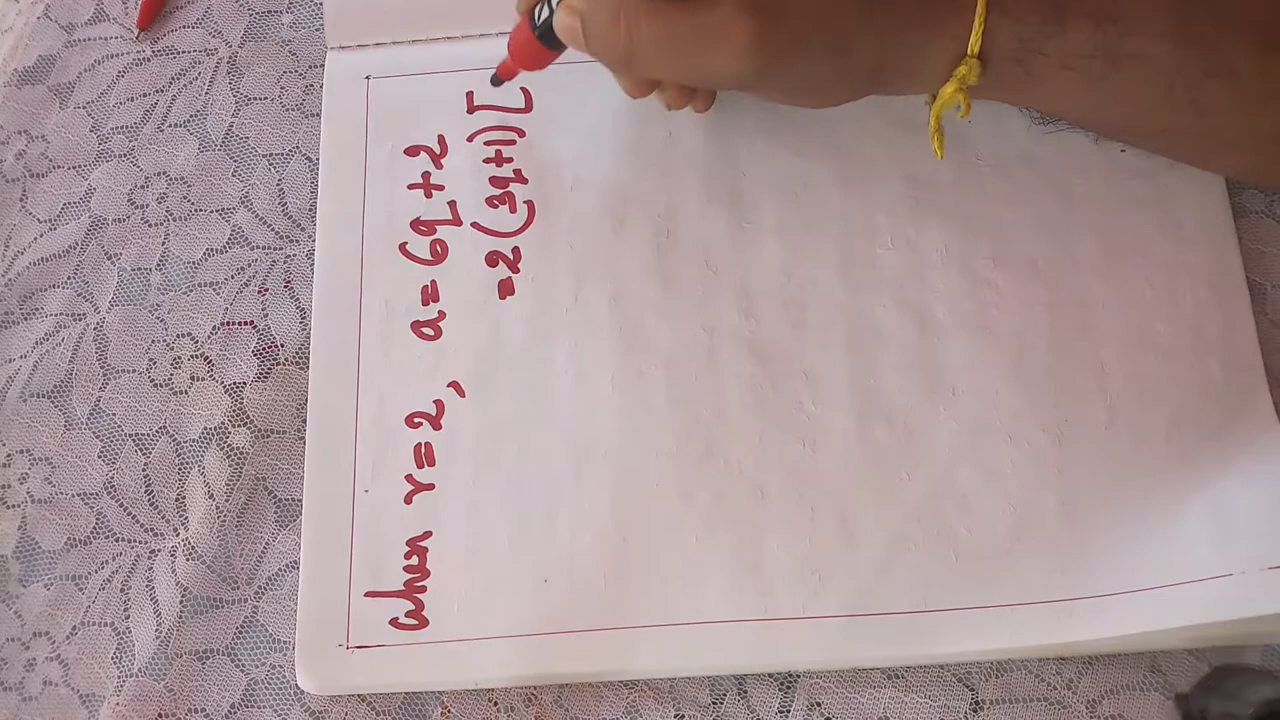 when r=2, a=6q+2
=2(3q+1)[